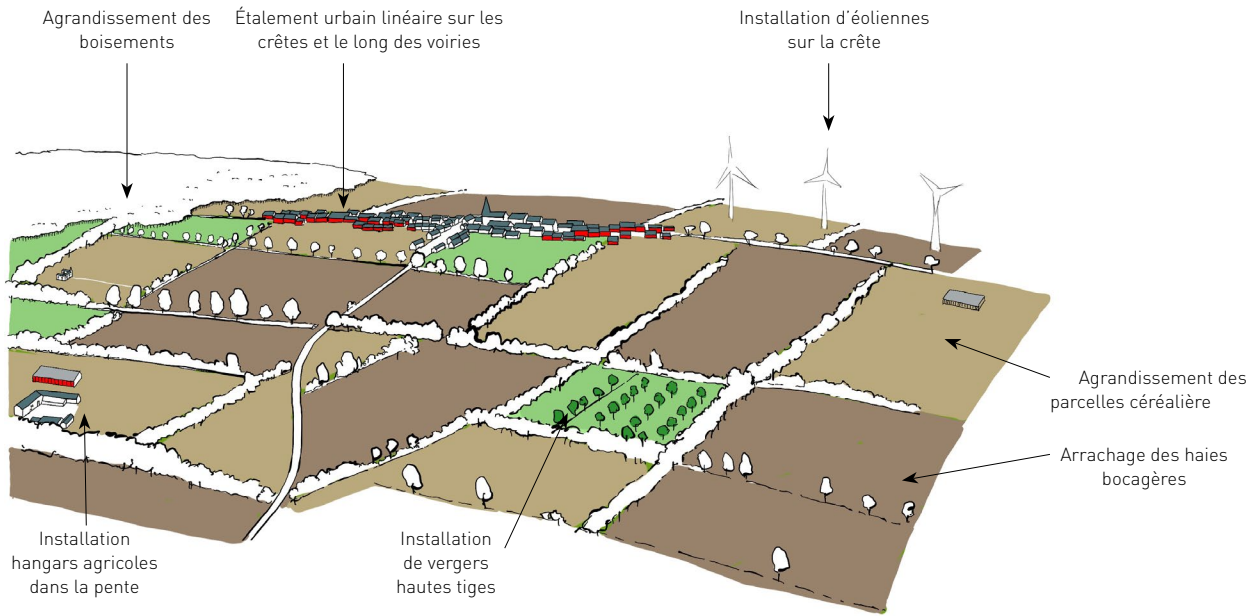 Agrandissement des
boisements
Étalement urbain linéaire sur les
crêtes et le long des voiries
Installation d’éoliennes
sur la crête
Agrandissement des
parcelles céréalière
Arrachage des haies
bocagères
Installation
hangars agricoles
dans la pente
Installation
de vergers
hautes tiges